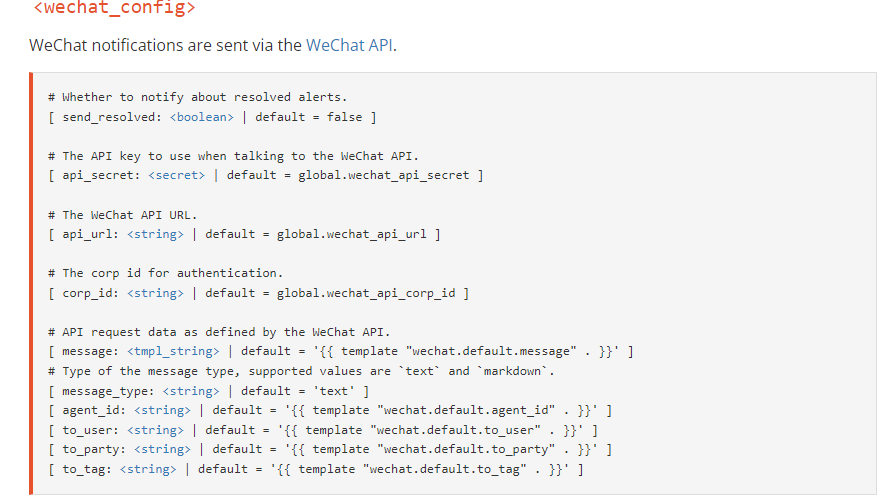 <wechat_config>
WeChat notifications are sent via the WeChat API.
# Whether to notify about resolved alerts.
[ send_resolved: <boolean> | default = false ]
# The API key to use when talking to the WeChat API.
[ api_secret: <secret> | default = global.wechat_api_secret ]
# The WeChat API URL.
[ api_url: <string> | default = global.wechat_api_url ]
# The corp id for authentication.
[ corp_id: <string> | default = global.wechat_api_corp_id ]
# API request data as defined by the WeChat API.
[ message: <tmpl_string> | default = '{{ template "wechat.default.message" . }}' ]
# Type of the message type, supported values are `text` and `markdown`.
[ message_type: <string> | default = 'text' ]
[ agent_id: <string> | default = '{{ template "wechat.default.agent_id" . }}' ]
[ to_user: <string> | default = '{{ template "wechat.default.to_user" . }}' ]
[ to_party: <string> | default = '{{ template "wechat.default.to_party" . }}' ]
[ to_tag: <string> | default = '{{ template "wechat.default.to_tag" . }}' ]